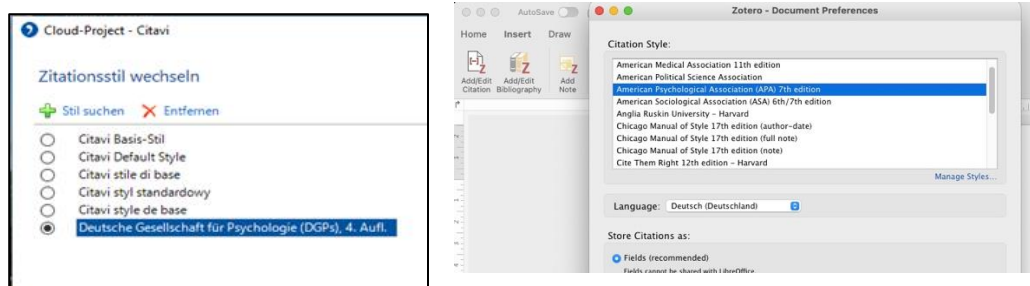 Cloud-Project - Citavi
Zitationsstil wechseln
Stil suchen Entfernen
Citavi Basis-Stil
Citavi Default Style
Citavi stile di base
Citavi styl standardowy
Citavi style de base
Deutsche Gesellschaft für Psychologie (DGPs), 4. Aufl.
AutoSave
Home Insert Draw
Add/Edit Citation
Add/Edit Bibliography
Add Note
Zotero - Document Preferences
Citation Style:
American Medical Association 11th edition
American Political Science Association
American Psychological Association (APA) 7th edition
American Sociological Association (ASA) 6th/7th edition
Anglia Ruskin University - Harvard
Chicago Manual of Style 17th edition (author-date)
Chicago Manual of Style 17th edition (full note)
Chicago Manual of Style 17th edition (note)
Cite Them Right 12th edition - Harvard
Manage Styles...
Language: Deutsch (Deutschland)
Store Citations as:
Fields (recommended)
Fields cannot be shared with LibreOffice.